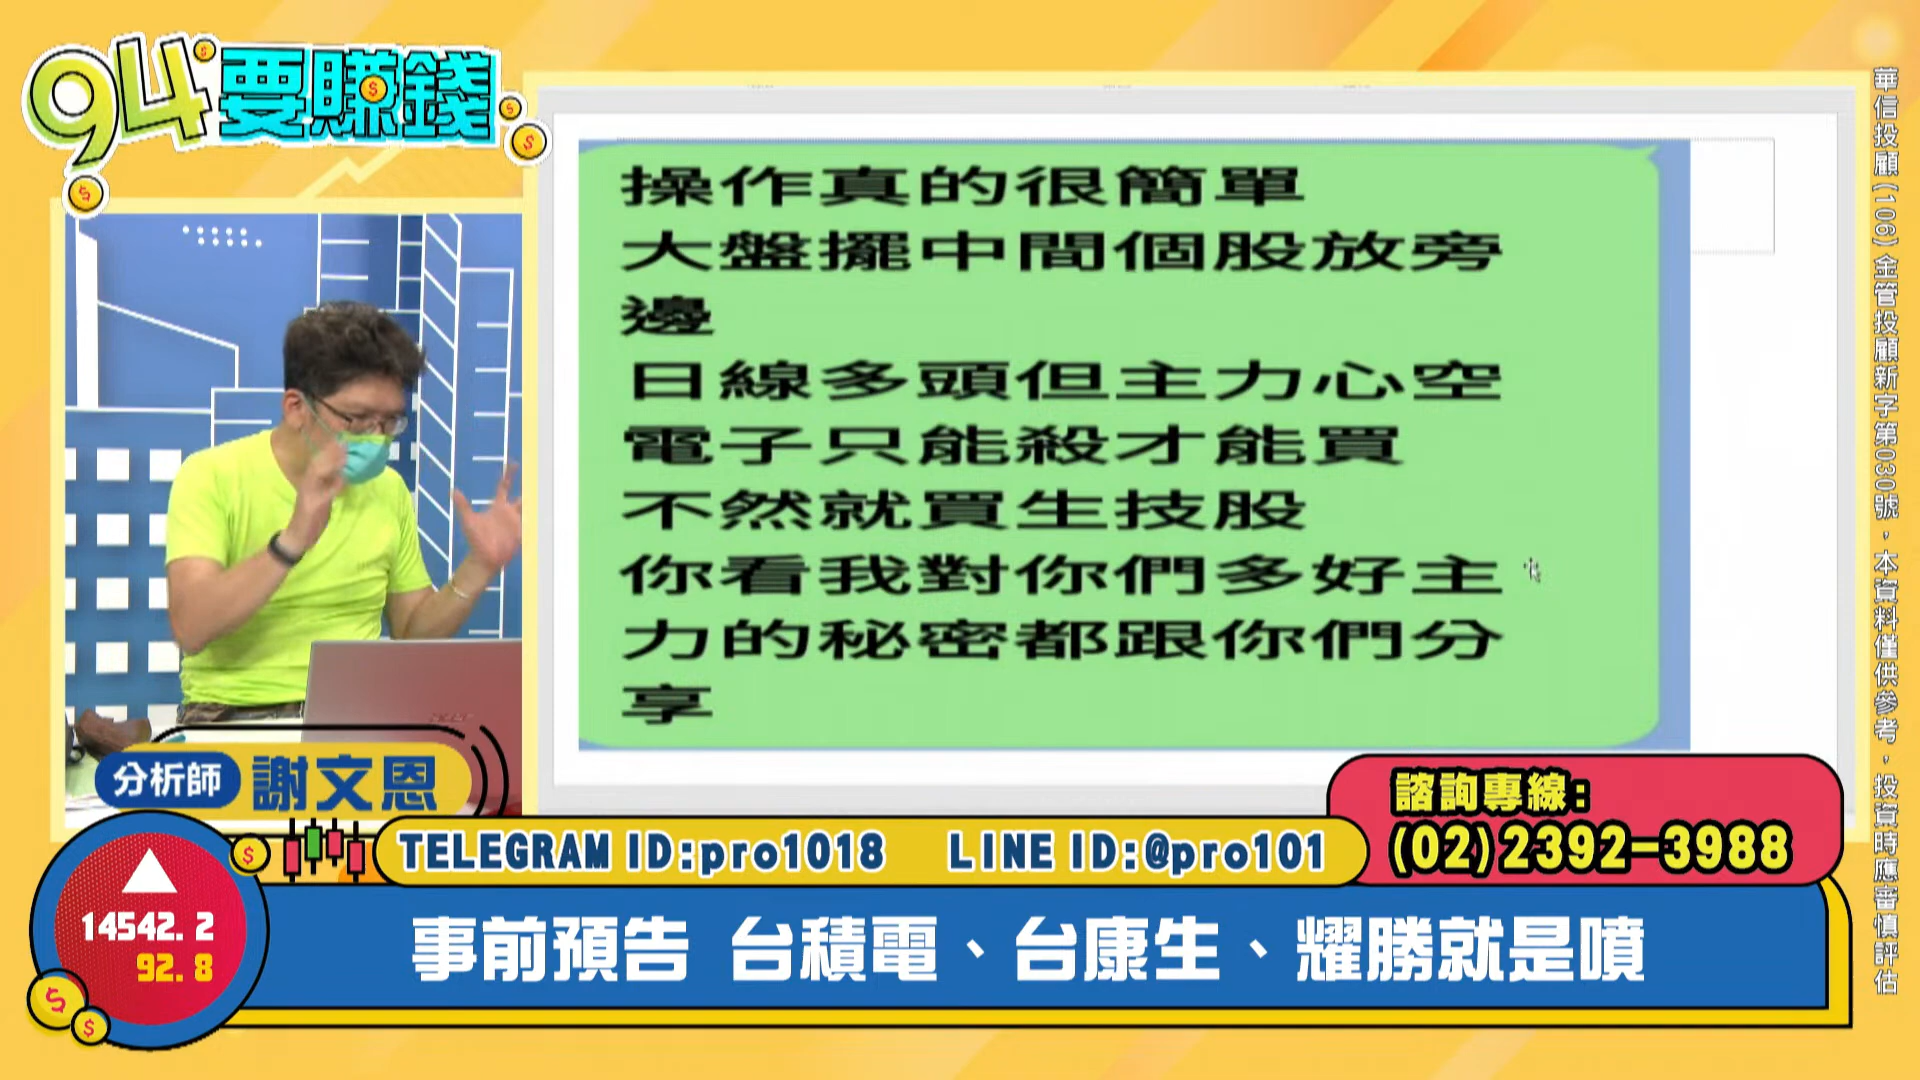 94要賺錢
操作真的很簡單
大盤擺中間個股放旁
邊
日線多頭但主力心空
電子只能殺才能買
不然就買生技股
你看我對你們多好主
力的秘密都跟你們分
享
華信投顧(106)金管投顧新字第030號，本資料僅供參考，投資時應審慎評估
分析師 謝文恩
TELEGRAM ID:pro1018 LINE ID:@pro101
諮詢專線:
(02)2392-3988
14542.2
92.8
事前預告 台積電、台康生、耀勝就是噴